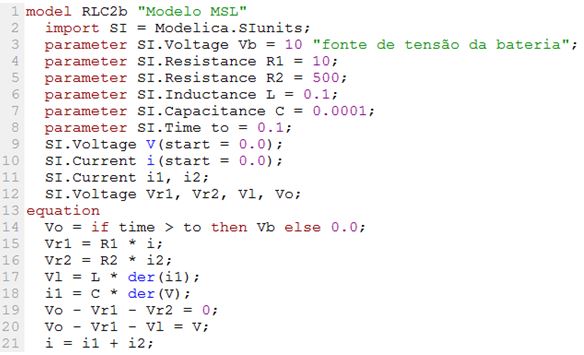 1 model RLC2b "Modelo MSL"
2 import SI = Modelica.SIunits;
3 parameter SI.Voltage Vb = 10 "fonte de tensão da bateria";
4 parameter SI.Resistance R1 = 10;
5 parameter SI.Resistance R2 = 500;
6 parameter SI.Inductance L = 0.1;
7 parameter SI.Capacitance C = 0.0001;
8 parameter SI.Time to = 0.1;
9 SI.Voltage V(start = 0.0);
10 SI.Current i(start = 0.0);
11 SI.Current i1, i2;
12 SI.Voltage Vr1, Vr2, Vl, Vo;
13 equation
14 Vo = if time > to then Vb else 0.0;
15 Vr1 = R1 * i;
16 Vr2 = R2 * i2;
17 Vl = L * der(i1);
18 i1 = C * der(V);
19 Vo - Vr1 - Vr2 = 0;
20 Vo - Vr1 - Vl = V;
21 i = i1 + i2;